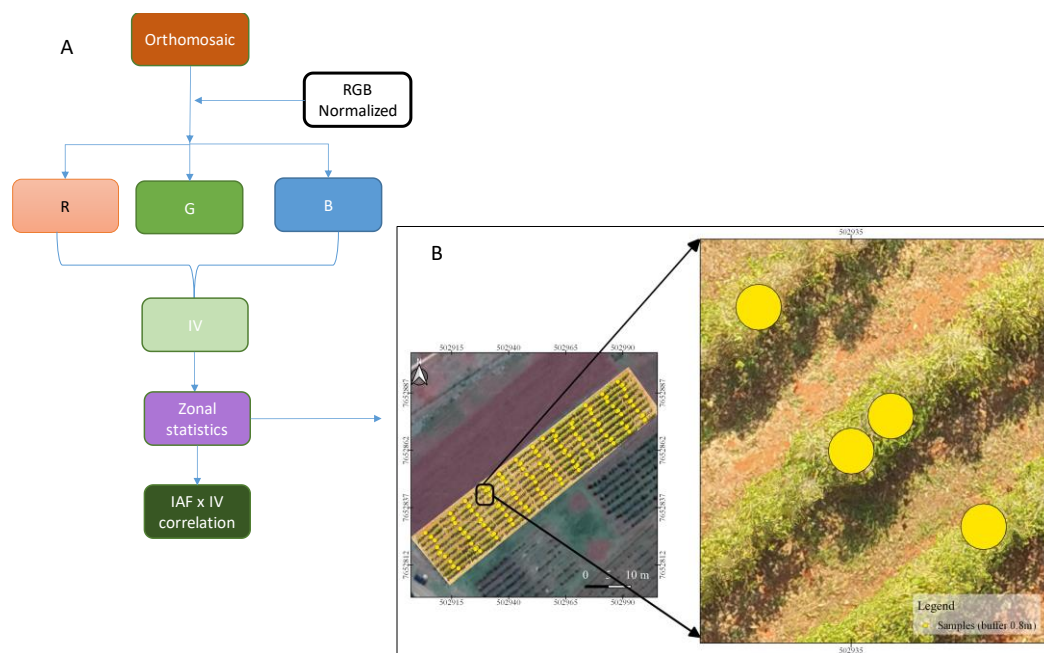 A
Orthomosaic
RGB
Normalized
R
G
B
IV
Zonal
statistics
IAF x IV
correlation
B
502915
502940
502965
502990
7652887
7652862
7652837
7652812
7652887
7652862
7652837
7652812
N
0
10 m
502915
502940
502965
502990
502935
Legend
Samples (buffer 0.8m)
502935